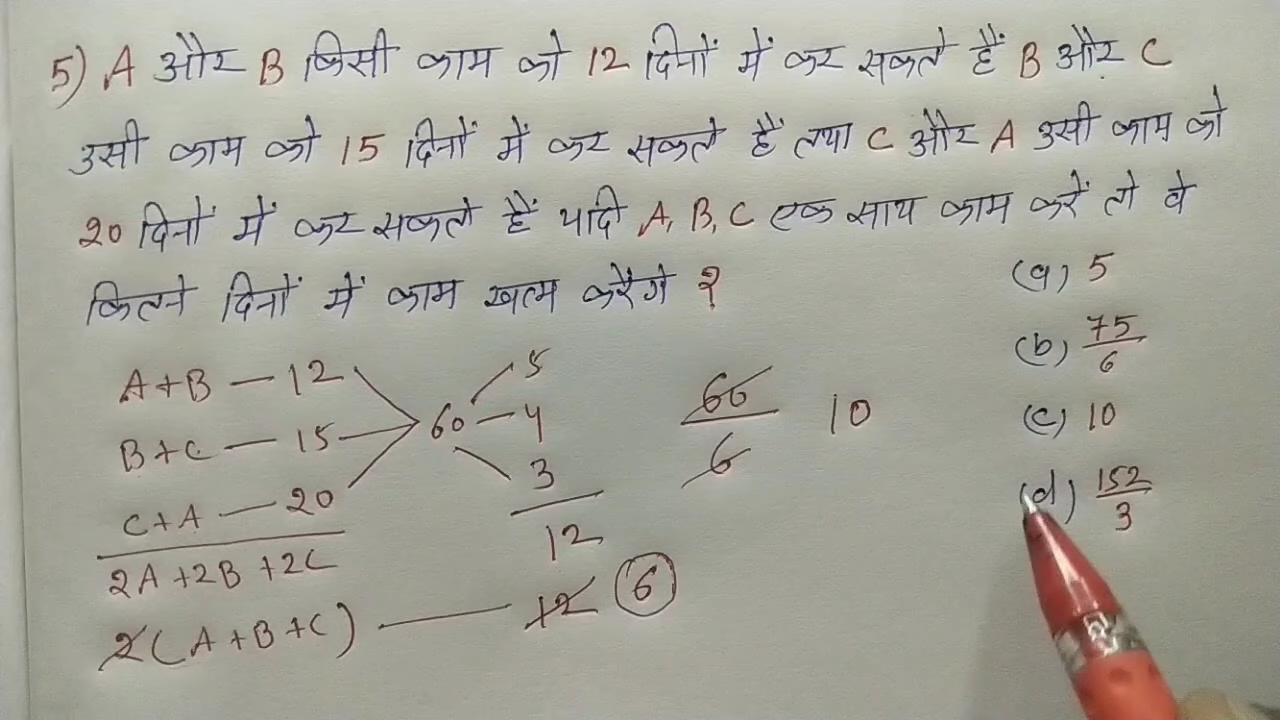 5) A और B किसी काम को 12 दिनों में कर सकते हैं B और C
उसी काम को 15 दिनों में कर सकते हैं तथा C और A उसी काम को
20 दिनों में कर सकते हैं यदि A, B, C एक साथ काम करें तो वे
कितने दिनों में काम खत्म करेंगे ?
(a) 5
(b) 75/6
(c) 10
(d) 152/3
A+B — 12
B+C — 15
C+A — 20
2A+2B+2C
2(A+B+C) — 12 6
60
5
4
3
12
60/6 10